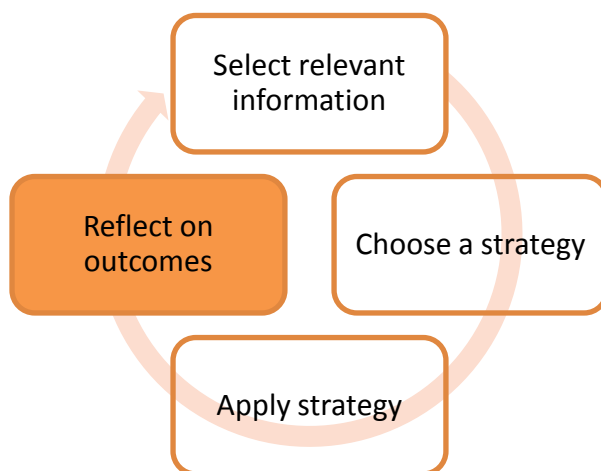 Select relevant
information
Choose a strategy
Apply strategy
Reflect on
outcomes